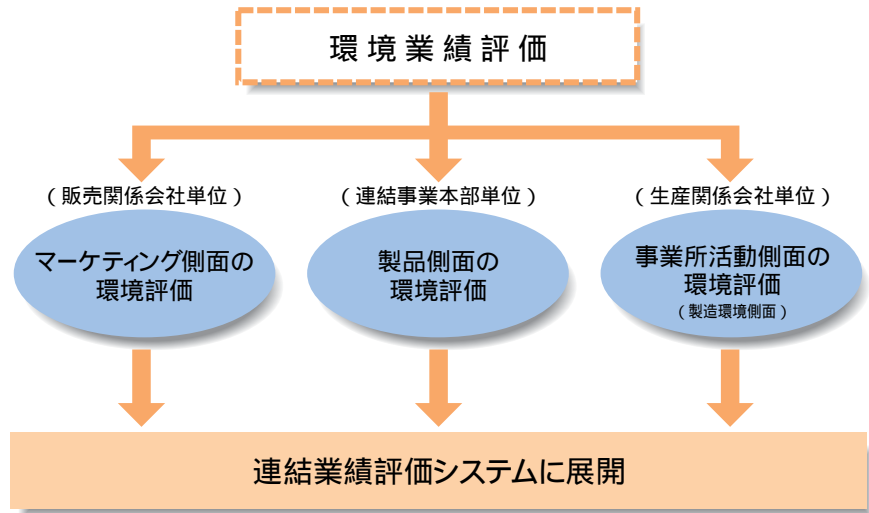 環境業績評価
(販売関係会社単位)
マーケティング側面の
環境評価
(連結事業本部単位)
製品側面の
環境評価
(生産関係会社単位)
事業所活動側面の
環境評価
(製造環境側面)
連結業績評価システムに展開